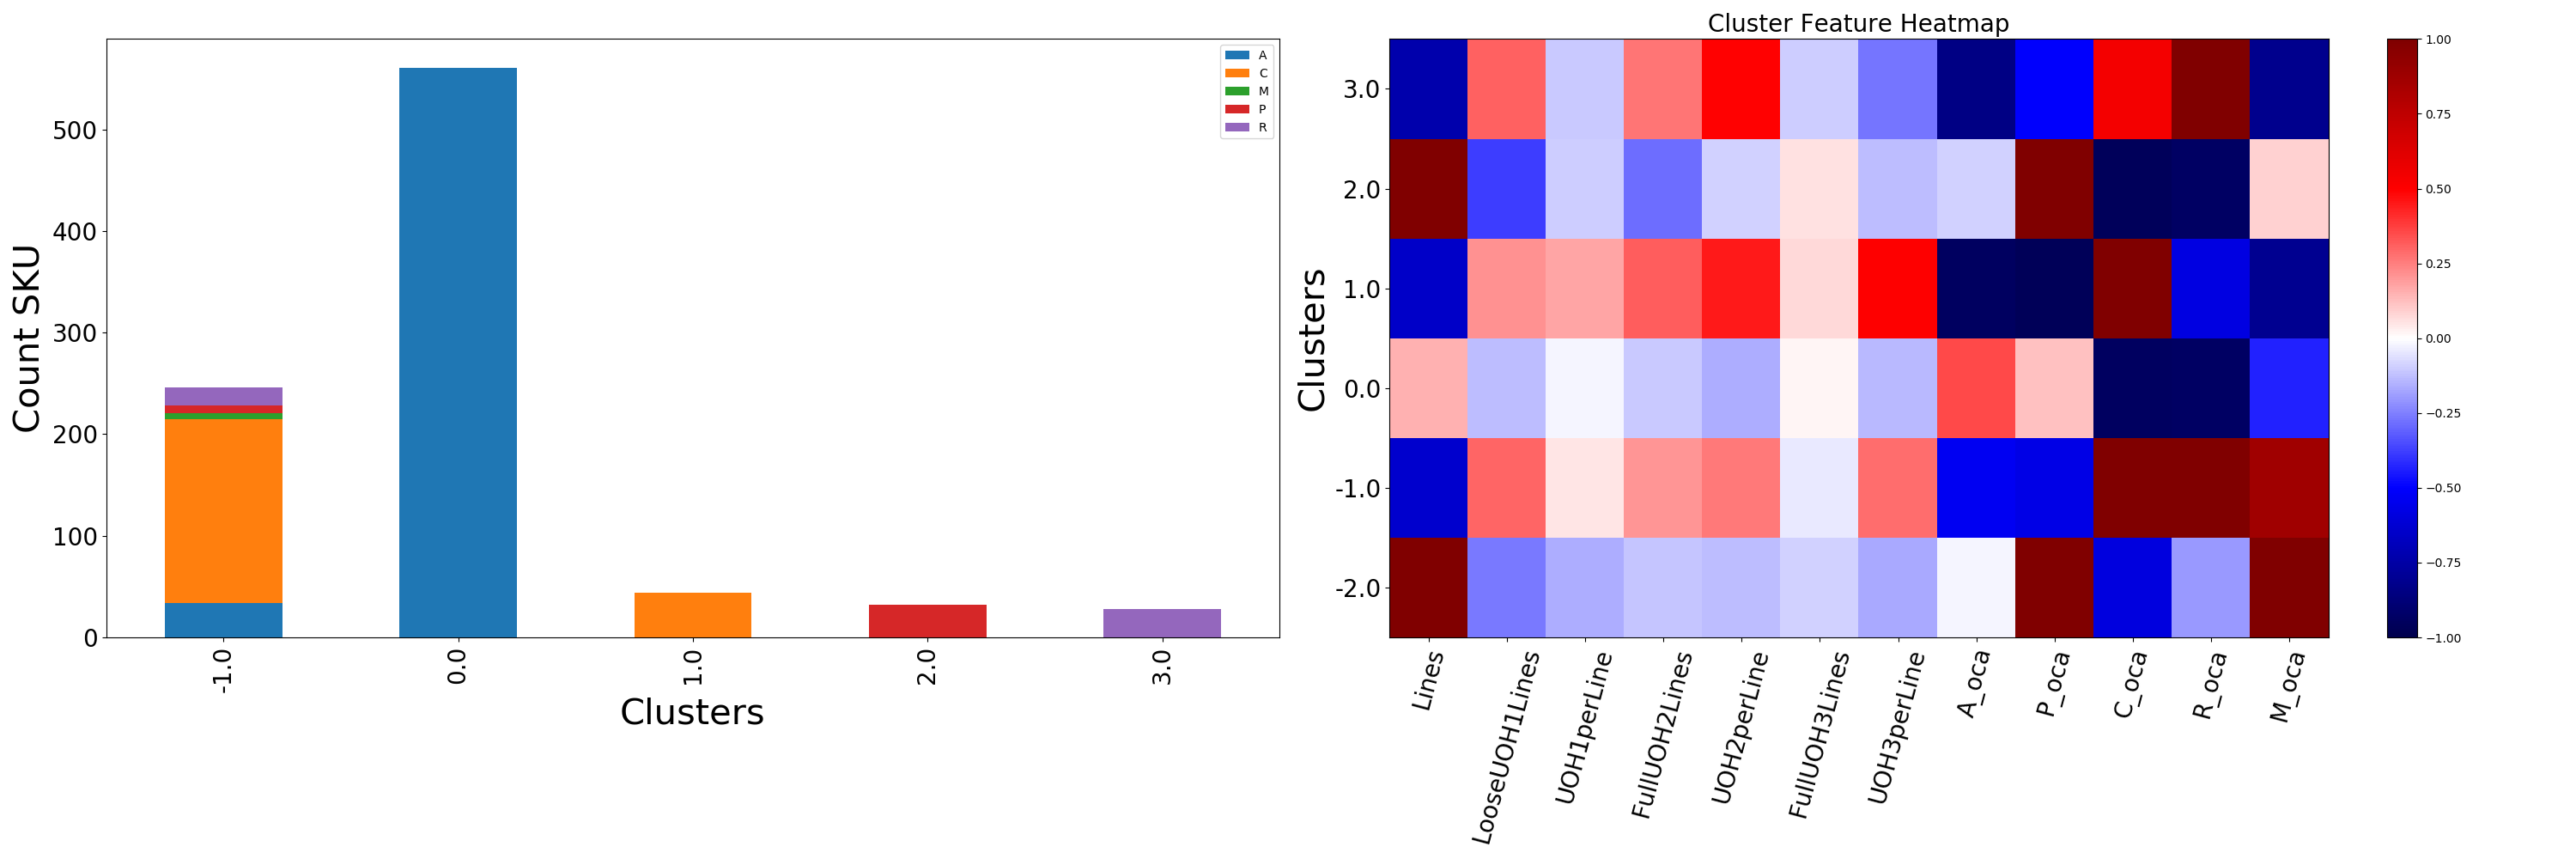 Count SKU
500
400
300
200
100
0
A
C
M
P
R
-1.0
0.0
1.0
2.0
3.0
Clusters
Cluster Feature Heatmap
Clusters
3.0
2.0
1.0
0.0
-1.0
-2.0
Lines
LooseUOH1Lines
UOH1perLine
FullUOH2Lines
UOH2perLine
FullUOH3Lines
UOH3perLine
A_oca
P_oca
C_oca
R_oca
M_oca
1.00
0.75
0.50
0.25
0.00
−0.25
−0.50
−0.75
−1.00